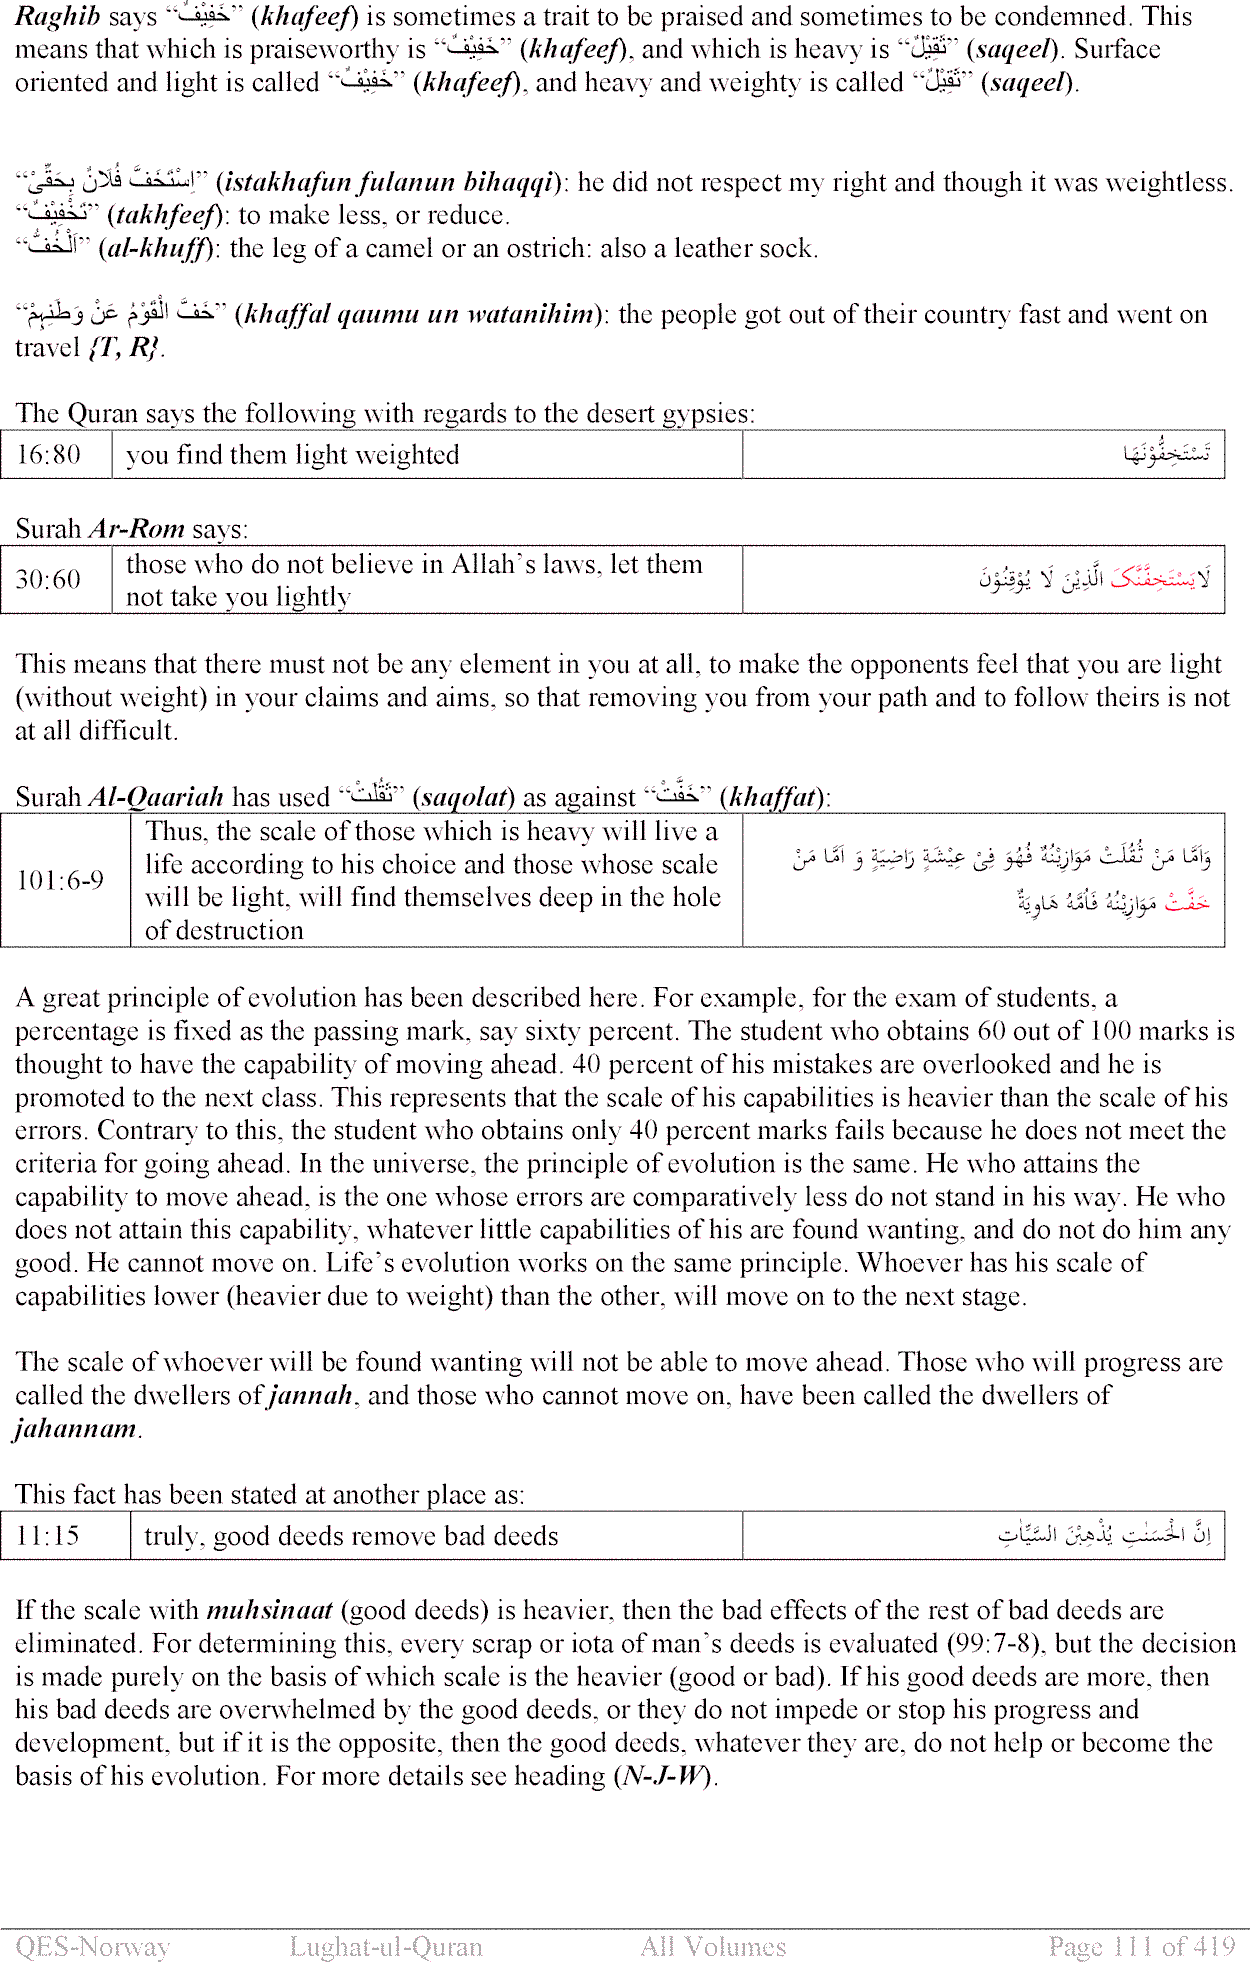 Raghib says “خَفِيْفٌ” (khafeef) is sometimes a trait to be praised and sometimes to be condemned. This
means that which is praiseworthy is “خَفِيْفٌ” (khafeef), and which is heavy is “ثَقِيْلٌ” (saqeel). Surface
oriented and light is called “خَفِيْفٌ” (khafeef), and heavy and weighty is called “ثَقِيْلٌ” (saqeel).
“اِسْتَخَفَّ فُلَانٌ بِحَقِّیْ” (istakhafun fulanun bihaqqi): he did not respect my right and though it was weightless.
“تَخْفِيْفٌ” (takhfeef): to make less, or reduce.
“اَلْخُفُّ” (al-khuff): the leg of a camel or an ostrich: also a leather sock.
“خَفَّ الْقَوْمُ عَنْ وَطَنِہِمْ” (khaffal qaumu un watanihim): the people got out of their country fast and went on
travel {T, R}.
The Quran says the following with regards to the desert gypsies:
16:80 you find them light weighted تَسْتَخِفُّوْنَهَا
Surah Ar-Rom says:
30:60 those who do not believe in Allah’s laws, let them لَا يَسْتَخِفَّنَّکَ الَّذِيْنَ لَا يُوْقِنُوْنَ
not take you lightly
This means that there must not be any element in you at all, to make the opponents feel that you are light
(without weight) in your claims and aims, so that removing you from your path and to follow theirs is not
at all difficult.
Surah Al-Qaariah has used “ثَقُلَتْ” (saqolat) as against “خَفَّتْ” (khaffat):
101:6-9 Thus, the scale of those which is heavy will live a
life according to his choice and those whose scale وَاَمَّا مَنْ ثُقُلَتْ مَوَازِيْنُهٗ فَهُوَ فِیْ عِيْشَةٍ رَاضِيَةٍ وَ اَمَّا مَنْ
will be light, will find themselves deep in the hole خَفَّتْ مَوَازِيْنُهُ فَاُمَّهُ هَاوِيَةٌ
of destruction
A great principle of evolution has been described here. For example, for the exam of students, a
percentage is fixed as the passing mark, say sixty percent. The student who obtains 60 out of 100 marks is
thought to have the capability of moving ahead. 40 percent of his mistakes are overlooked and he is
promoted to the next class. This represents that the scale of his capabilities is heavier than the scale of his
errors. Contrary to this, the student who obtains only 40 percent marks fails because he does not meet the
criteria for going ahead. In the universe, the principle of evolution is the same. He who attains the
capability to move ahead, is the one whose errors are comparatively less do not stand in his way. He who
does not attain this capability, whatever little capabilities of his are found wanting, and do not do him any
good. He cannot move on. Life’s evolution works on the same principle. Whoever has his scale of
capabilities lower (heavier due to weight) than the other, will move on to the next stage.
The scale of whoever will be found wanting will not be able to move ahead. Those who will progress are
called the dwellers of jannah, and those who cannot move on, have been called the dwellers of
jahannam.
This fact has been stated at another place as:
11:15 truly, good deeds remove bad deeds اِنَّ الْحَسَنٰتِ يُذْهِبْنَ السَّيِّاٰتِ
If the scale with muhsinaat (good deeds) is heavier, then the bad effects of the rest of bad deeds are
eliminated. For determining this, every scrap or iota of man’s deeds is evaluated (99:7-8), but the decision
is made purely on the basis of which scale is the heavier (good or bad). If his good deeds are more, then
his bad deeds are overwhelmed by the good deeds, or they do not impede or stop his progress and
development, but if it is the opposite, then the good deeds, whatever they are, do not help or become the
basis of his evolution. For more details see heading (N-J-W).
QES-Norway Lughat-ul-Quran All Volumes Page 111 of 419